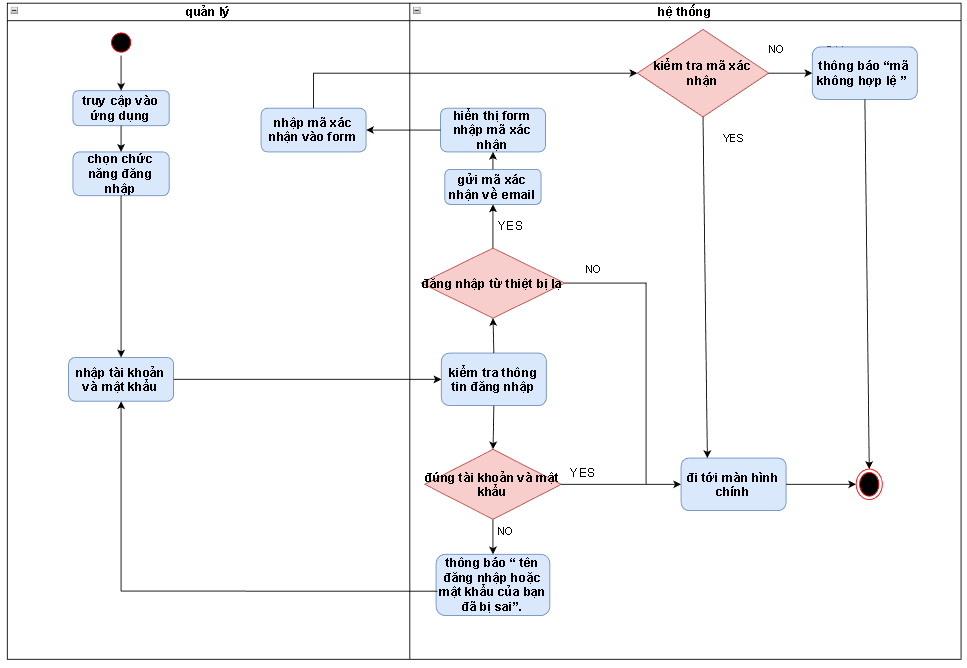 quản lý
hệ thống
truy cập vào
ứng dụng
chọn chức
năng đăng
nhập
nhập tài khoản
và mật khẩu
nhập mã xác
nhận vào form
hiển thị form
nhập mã xác
nhận
gửi mã xác
nhận về email
YES
đăng nhập từ thiết bị lạ
NO
kiểm tra thông
tin đăng nhập
đúng tài khoản và mật
khẩu
YES
NO
thông báo “ tên
đăng nhập hoặc
mật khẩu của bạn
đã bị sai”.
kiểm tra mã xác
nhận
NO
YES
thông báo “mã
không hợp lệ ”
đi tới màn hình
chính